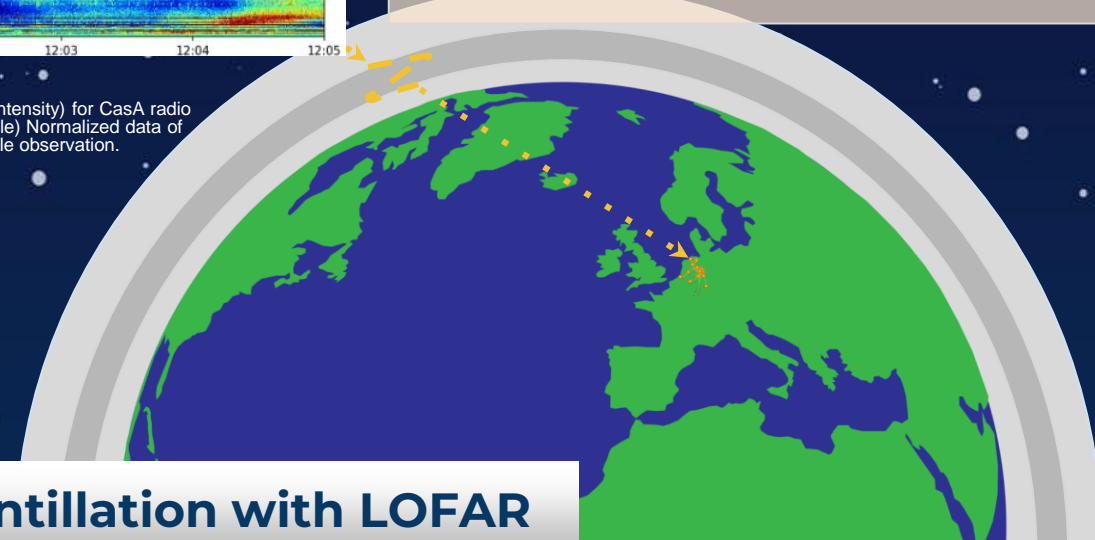 12:03 12:04 12:05
ntensity) for CasA radio
le) Normalized data of
le observation.
ntillation with LOFAR